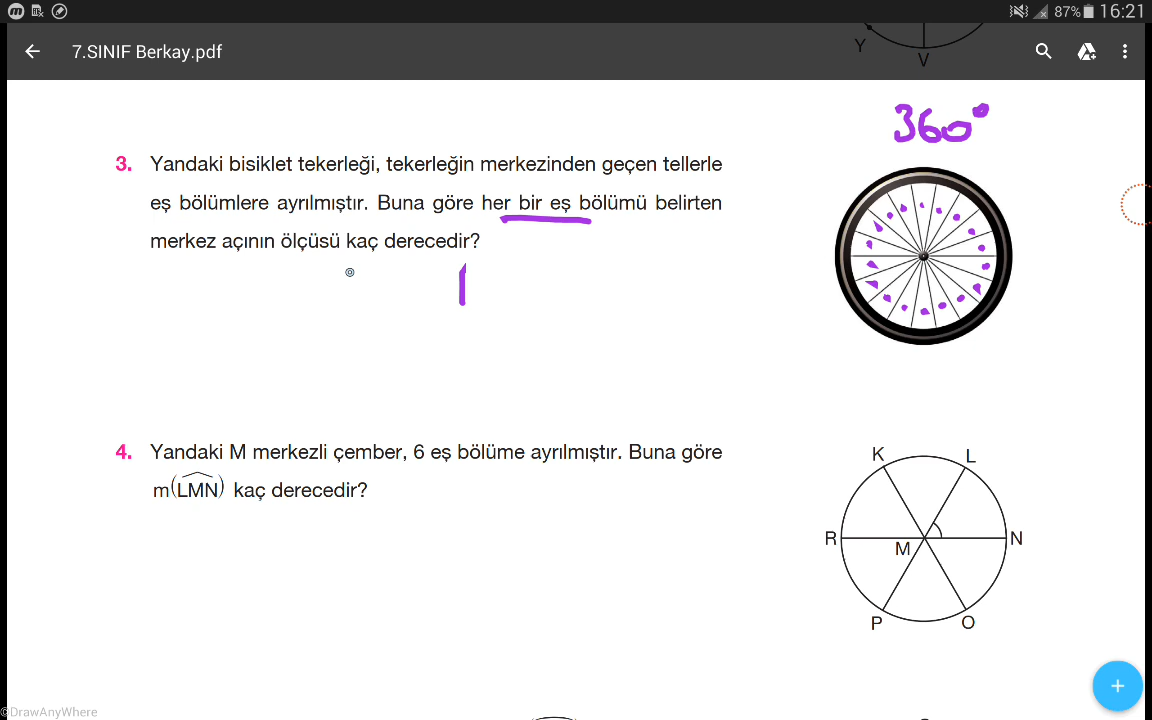 87% 16:21
7.SINIF Berkay.pdf
Y
V
360°
3. Yandaki bisiklet tekerleği, tekerleğin merkezinden geçen tellerle
eş bölümlere ayrılmıştır. Buna göre her bir eş bölümü belirten
merkez açının ölçüsü kaç derecedir?
1
4. Yandaki M merkezli çember, 6 eş bölüme ayrılmıştır. Buna göre
m(LMN) kaç derecedir?
K L
R M N
P O
©DrawAnyWhere